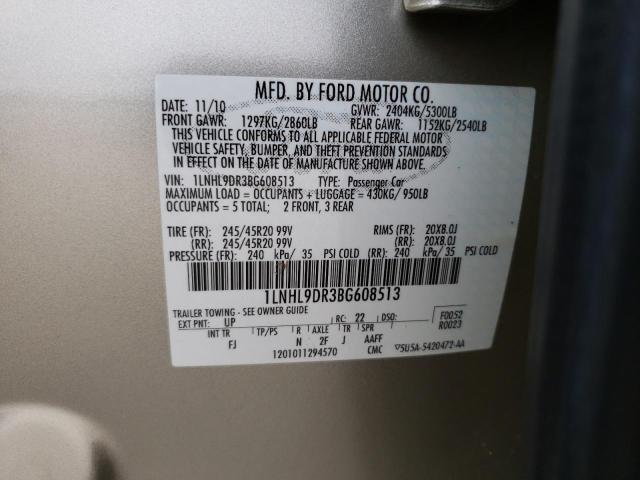 MFD. BY FORD MOTOR CO.
DATE: 11/10 GVWR: 2404KG/5300LB
FRONT GAWR: 1297KG/2860LB REAR GAWR: 1152KG/2540LB
THIS VEHICLE CONFORMS TO ALL APPLICABLE FEDERAL MOTOR
VEHICLE SAFETY, BUMPER, AND THEFT PREVENTION STANDARDS
IN EFFECT ON THE DATE OF MANUFACTURE SHOWN ABOVE.
VIN: 1LNHL9DR3BG608513 TYPE: Passenger Car
MAXIMUM LOAD = OCCUPANTS + LUGGAGE = 430KG/ 950LB
OCCUPANTS = 5 TOTAL; 2 FRONT, 3 REAR
TIRE (FR): 245/45R20 99V RIMS (FR): 20X8.0J
(RR): 245/45R20 99V (RR): 20X8.0J
PRESSURE (FR): 240 kPa/ 35 PSI COLD (RR): 240 kPa/ 35 PSI COLD
1LNHL9DR3BG608513
TRAILER TOWING - SEE OWNER GUIDE
EXT PNT: UP RC: 22 DSO: F0052
INT TR TP/PS R AXLE TR SPR R0023
FJ N 2F J AAFF
1201011294570 CMC ▽5U5A-5420472-AA